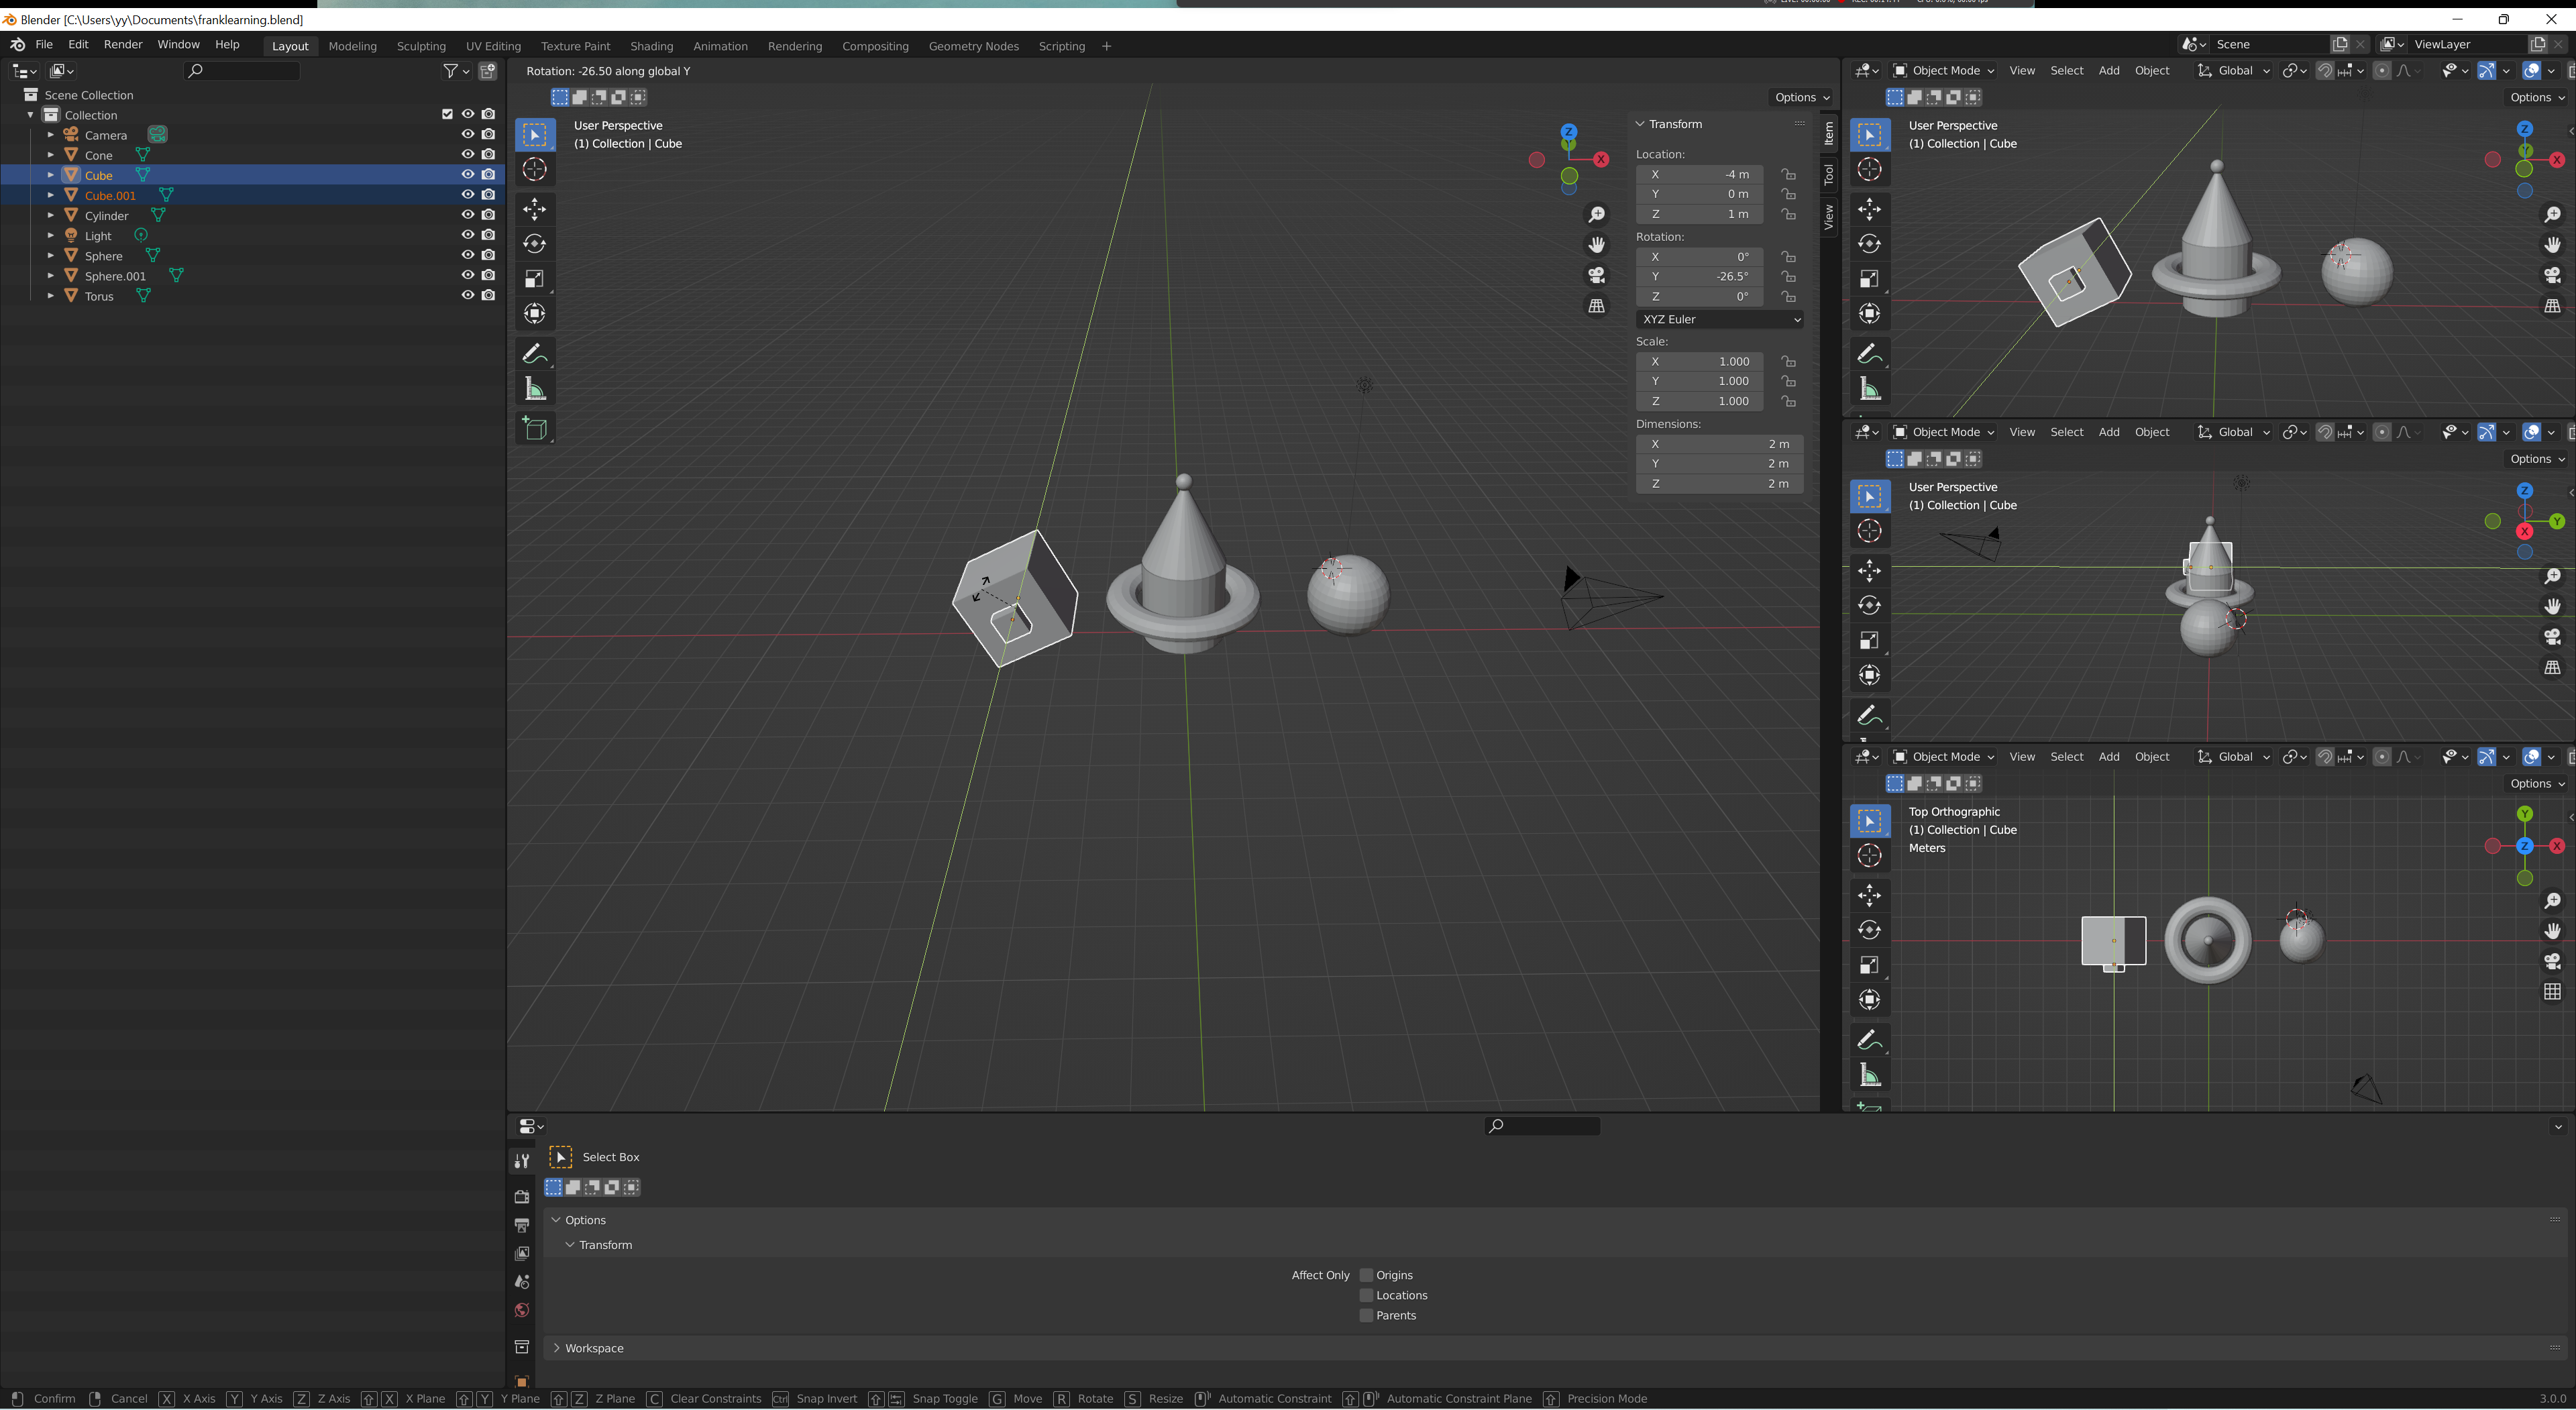 Blender [C:\Users\yy\Documents\franklearning.blend]
File Edit Render Window Help Layout Modeling Sculpting UV Editing Texture Paint Shading Animation Rendering Compositing Geometry Nodes Scripting + Scene ViewLayer
Scene Collection
Collection
Camera
Cone
Cube
Cube.001
Cylinder
Light
Sphere
Sphere.001
Torus
Rotation: -26.50 along global Y
Options
User Perspective
(1) Collection | Cube
Z
Y
X
Transform
Location:
X -4 m
Y 0 m
Z 1 m
Rotation:
X 0°
Y -26.5°
Z 0°
XYZ Euler
Scale:
X 1.000
Y 1.000
Z 1.000
Dimensions:
X 2 m
Y 2 m
Z 2 m
Item
Tool
View
Object Mode View Select Add Object Global
Options
User Perspective
(1) Collection | Cube
Z
Y
X
Object Mode View Select Add Object Global
Options
User Perspective
(1) Collection | Cube
Z
Y
X
Object Mode View Select Add Object Global
Options
Top Orthographic
(1) Collection | Cube
Meters
Y
Z
X
Select Box
Options
Transform
Affect Only Origins
Locations
Parents
Workspace
Confirm Cancel X X Axis Y Y Axis Z Z Axis X X Plane Y Y Plane Z Z Plane C Clear Constraints Ctrl Snap Invert Snap Toggle G Move R Rotate S Resize Automatic Constraint Automatic Constraint Plane Precision Mode 3.0.0